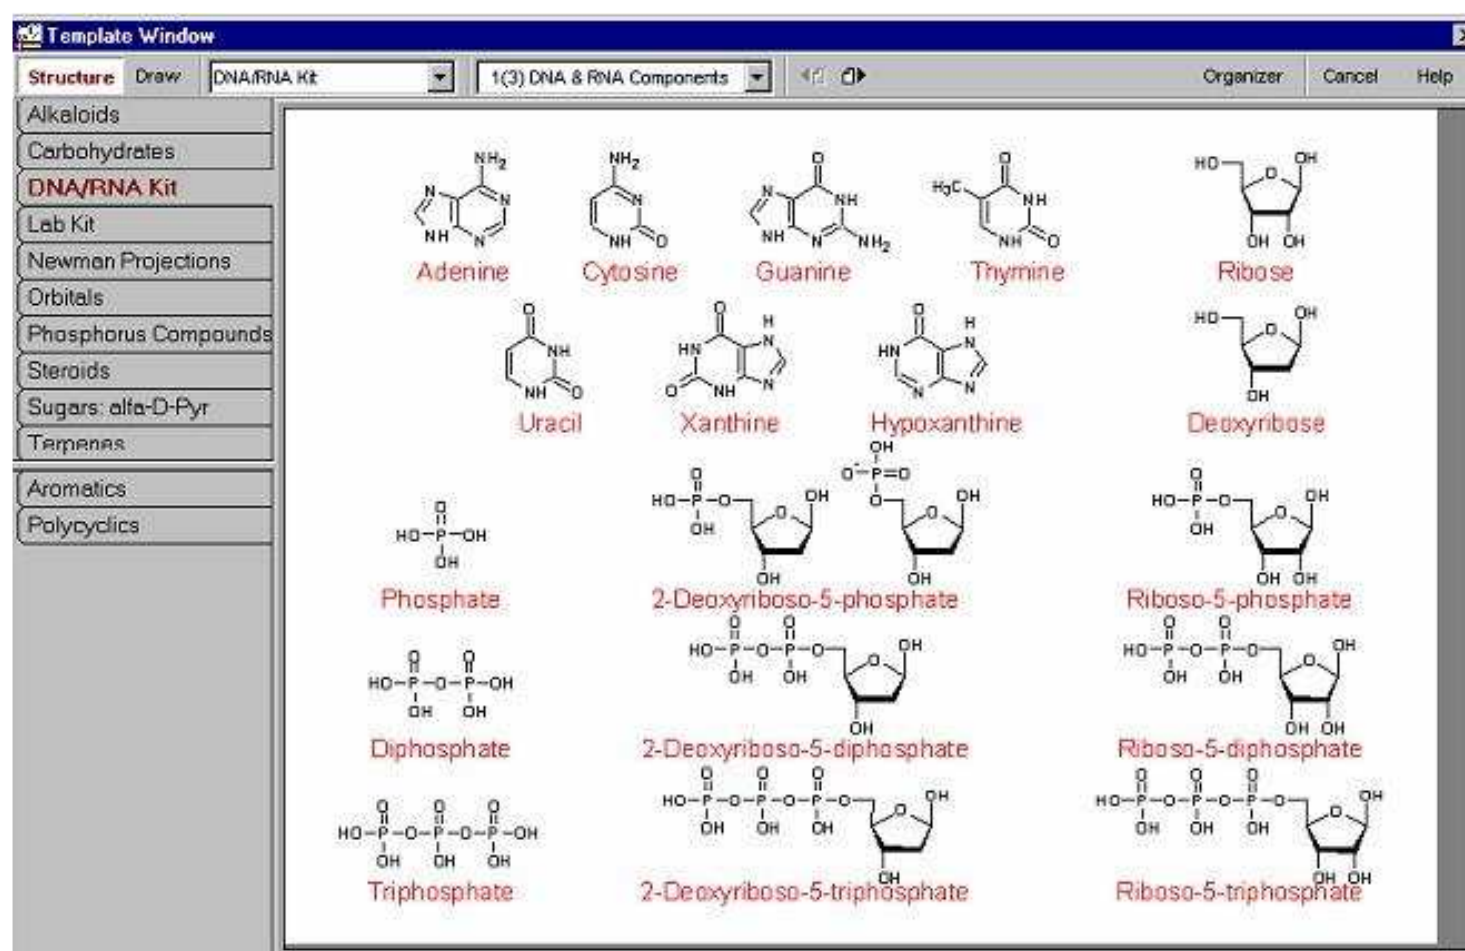 Template Window
Structure Draw DNA/RNA Kit 1(3) DNA & RNA Components Organizer Cancel Help
Alkaloids
Carbohydrates
DNA/RNA Kit
Lab Kit
Newman Projections
Orbitals
Phosphorus Compounds
Steroids
Sugars: alfa-D-Pyr
Terpenes
Aromatics
Polycyclics
NH2 N N N NH
Adenine
NH2 N NH O
Cytosine
O N NH NH N NH2
Guanine
O H3C NH NH O
Thymine
HO O OH OH OH
Ribose
O NH NH O
Uracil
O H HN N O NH N
Xanthine
O H HN N N N
Hypoxanthine
HO O OH OH
Deoxyribose
O HO-P-OH OH
Phosphate
O HO-P-O OH O OH OH
OH O-P=O O O OH OH
2-Deoxyriboso-5-phosphate
O HO-P-O OH O OH OH OH
Riboso-5-phosphate
O O HO-P-O-P-OH OH OH
Diphosphate
O O HO-P-O-P-O OH OH O OH OH
2-Deoxyriboso-5-diphosphate
O O HO-P-O-P-O OH OH O OH OH OH
Riboso-5-diphosphate
O O O HO-P-O-P-O-P-OH OH OH OH
Triphosphate
O O O HO-P-O-P-O-P-O OH OH OH O OH OH
2-Deoxyriboso-5-triphosphate
O O O HO-P-O-P-O-P-O OH OH OH O OH OH OH
Riboso-5-triphosphate